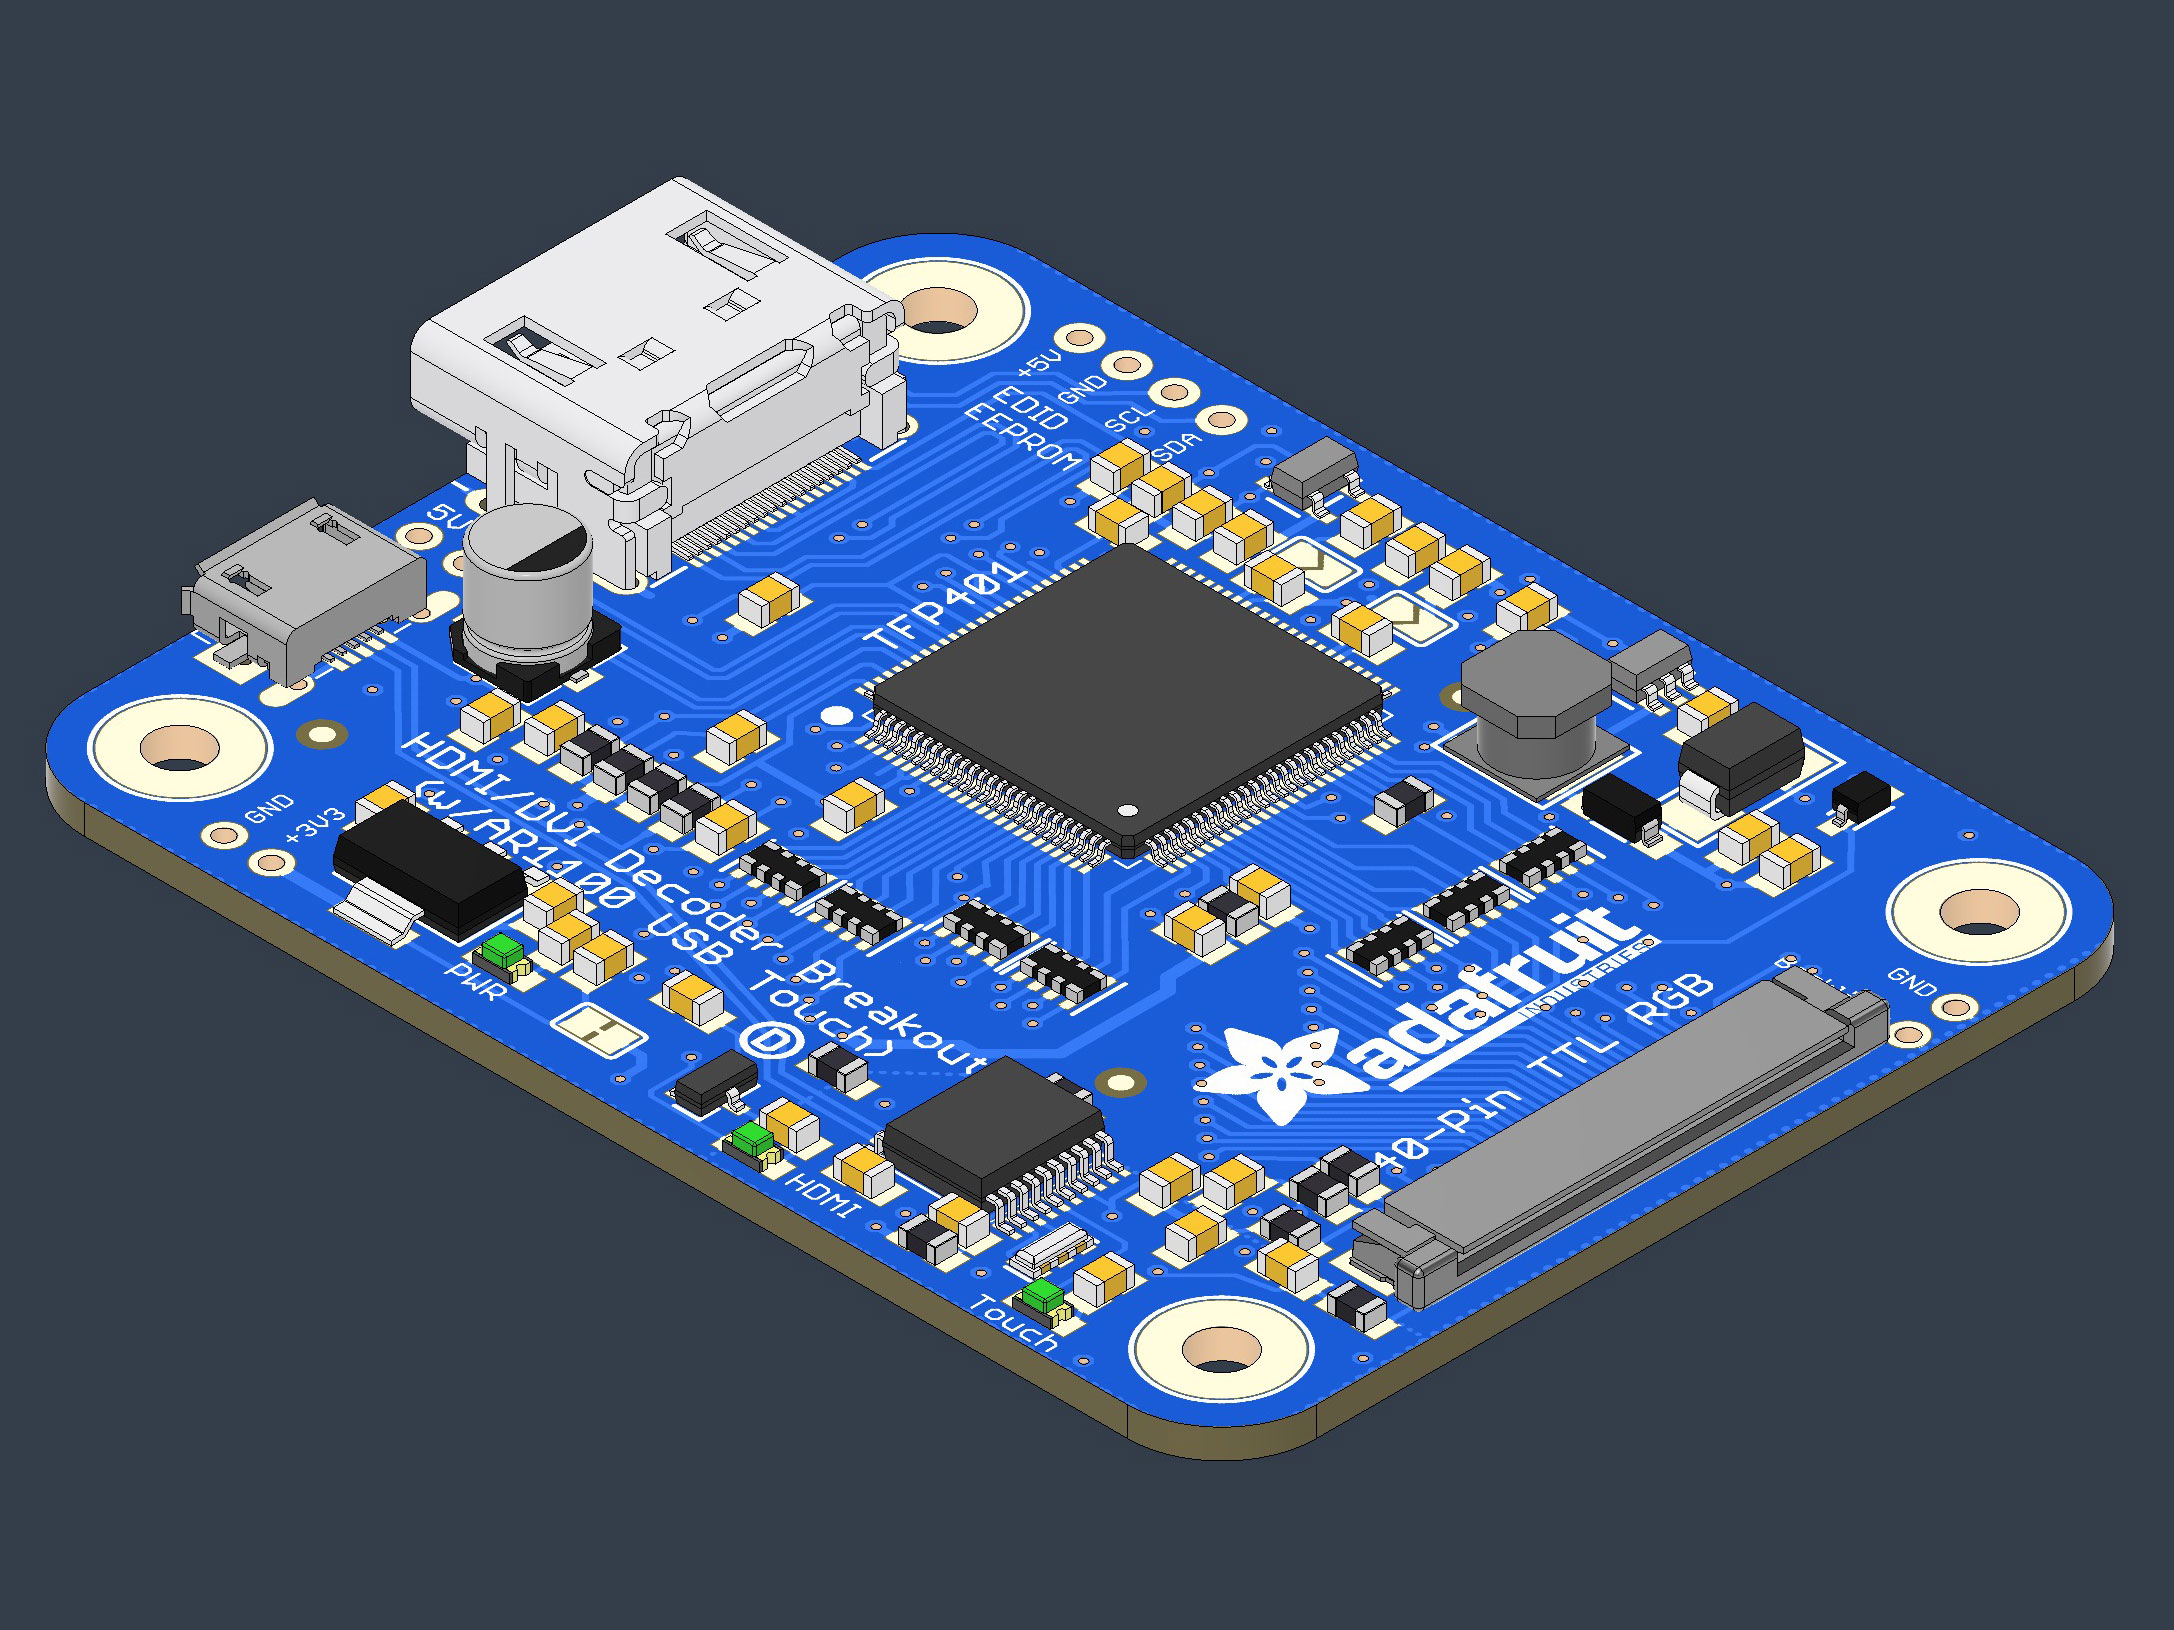 +5V
GND
SCL
SDA
EDID
EEPROM
5V
TFP401
HDMI/DVI Decoder Breakout
(w/AR1100 USB Touch)
GND
+3V3
PWR
D
HDMI
Touch
adafruit
INDUSTRIES
40-Pin TTL RGB
GND